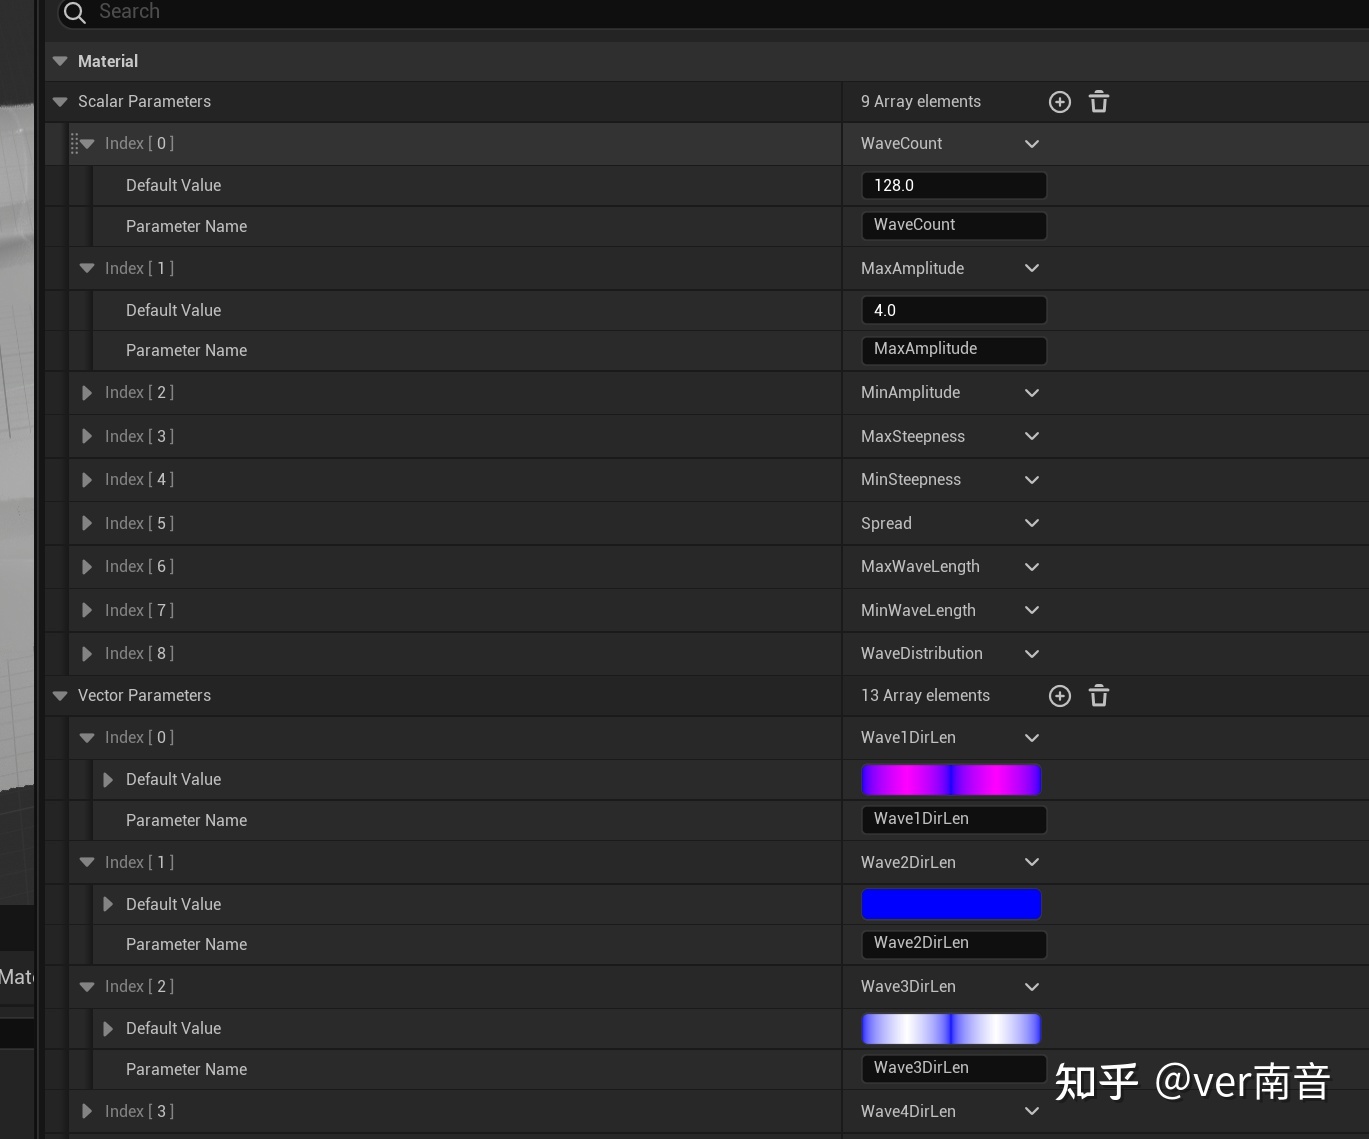 Search
Material
Scalar Parameters 9 Array elements
Index [ 0 ] WaveCount
Default Value 128.0
Parameter Name WaveCount
Index [ 1 ] MaxAmplitude
Default Value 4.0
Parameter Name MaxAmplitude
Index [ 2 ] MinAmplitude
Index [ 3 ] MaxSteepness
Index [ 4 ] MinSteepness
Index [ 5 ] Spread
Index [ 6 ] MaxWaveLength
Index [ 7 ] MinWaveLength
Index [ 8 ] WaveDistribution
Vector Parameters 13 Array elements
Index [ 0 ] Wave1DirLen
Default Value
Parameter Name Wave1DirLen
Index [ 1 ] Wave2DirLen
Default Value
Parameter Name Wave2DirLen
Mat
Index [ 2 ] Wave3DirLen
Default Value
Parameter Name Wave3DirLen
知乎 @ver南音
Index [ 3 ] Wave4DirLen